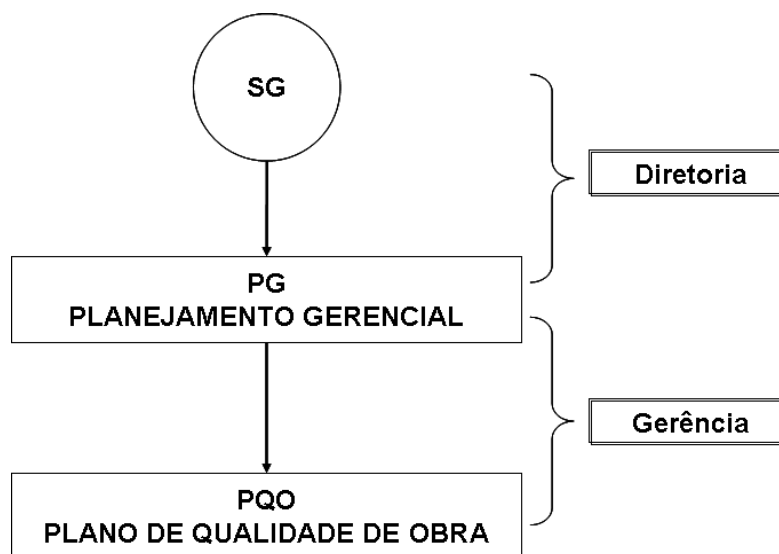 SG
Diretoria
PG
PLANEJAMENTO GERENCIAL
Gerência
PQO
PLANO DE QUALIDADE DE OBRA